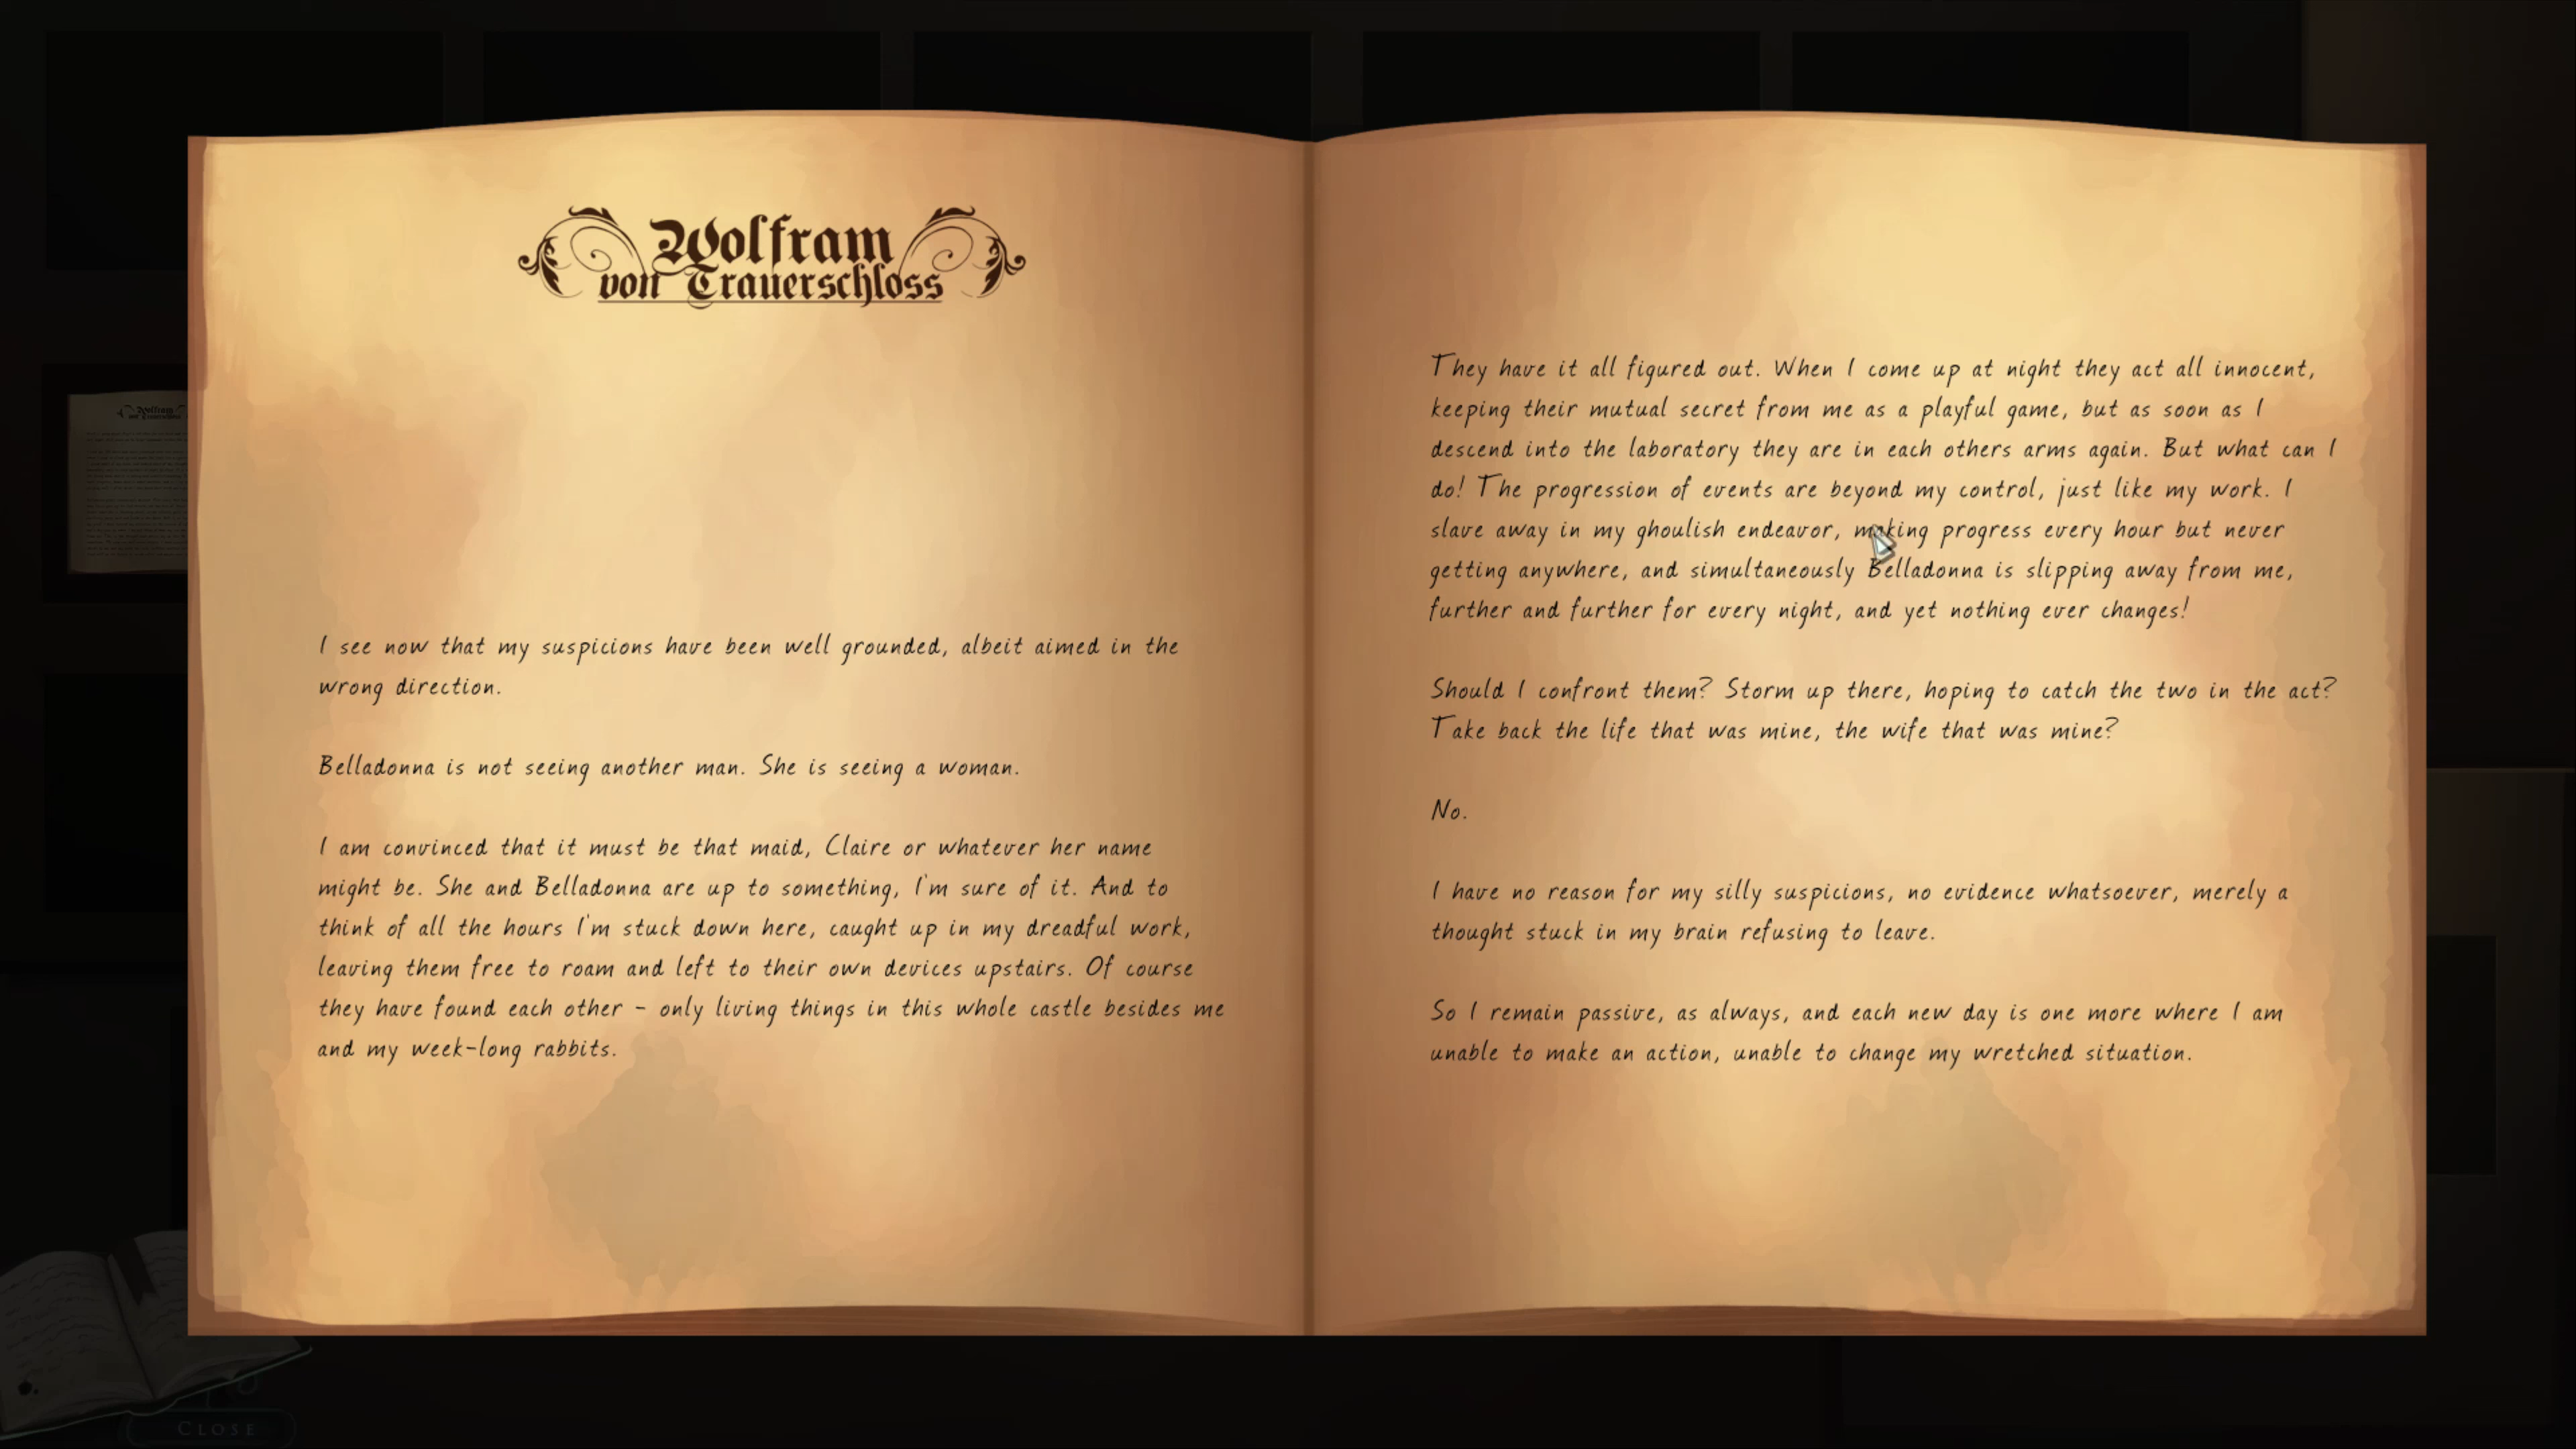 Wolfram
von Trauerschloss
I see now that my suspicions have been well grounded, albeit aimed in the
wrong direction.
Belladonna is not seeing another man. She is seeing a woman.
I am convinced that it must be that maid, Claire or whatever her name
might be. She and Belladonna are up to something, I'm sure of it. And to
think of all the hours I'm stuck down here, caught up in my dreadful work,
leaving them free to roam and left to their own devices upstairs. Of course
they have found each other - only living things in this whole castle besides me
and my week-long rabbits.
They have it all figured out. When I come up at night they act all innocent,
keeping their mutual secret from me as a playful game, but as soon as I
descend into the laboratory they are in each others arms again. But what can I
do! The progression of events are beyond my control, just like my work. I
slave away in my ghoulish endeavor, making progress every hour but never
getting anywhere, and simultaneously Belladonna is slipping away from me,
further and further for every night, and yet nothing ever changes!
Should I confront them? Storm up there, hoping to catch the two in the act?
Take back the life that was mine, the wife that was mine?
No.
I have no reason for my silly suspicions, no evidence whatsoever, merely a
thought stuck in my brain refusing to leave.
So I remain passive, as always, and each new day is one more where I am
unable to make an action, unable to change my wretched situation.
CLOSE